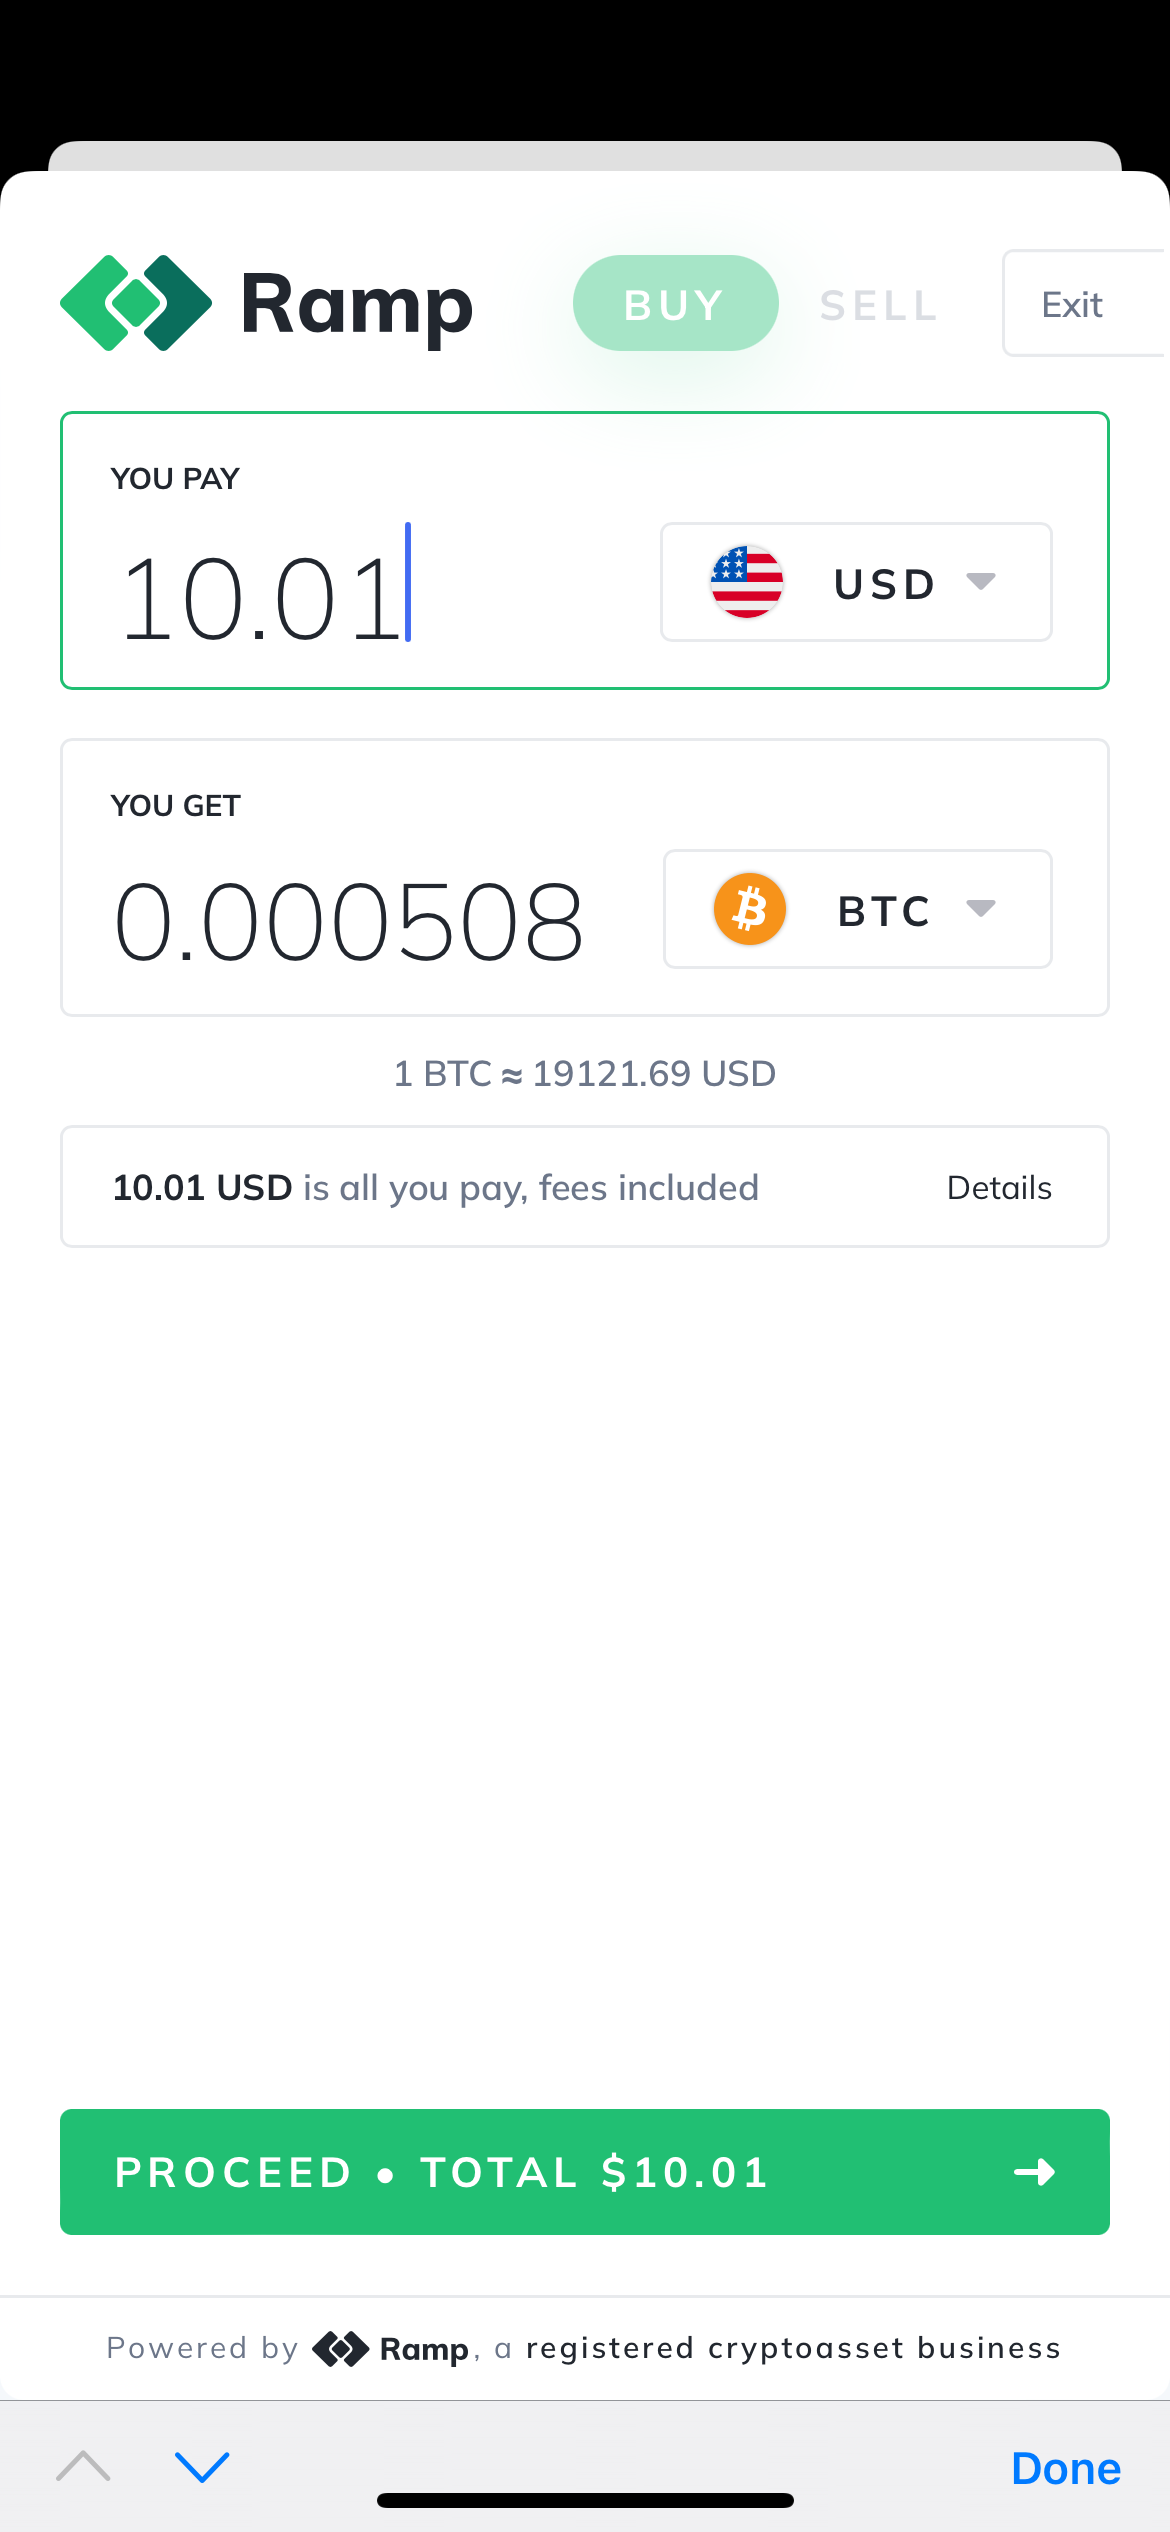 Ramp
BUY SELL Exit
YOU PAY
10.01 USD
YOU GET
0.000508 BTC
1 BTC ≈ 19121.69 USD
10.01 USD is all you pay, fees included Details
PROCEED • TOTAL $10.01
Powered by Ramp, a registered cryptoasset business
Done